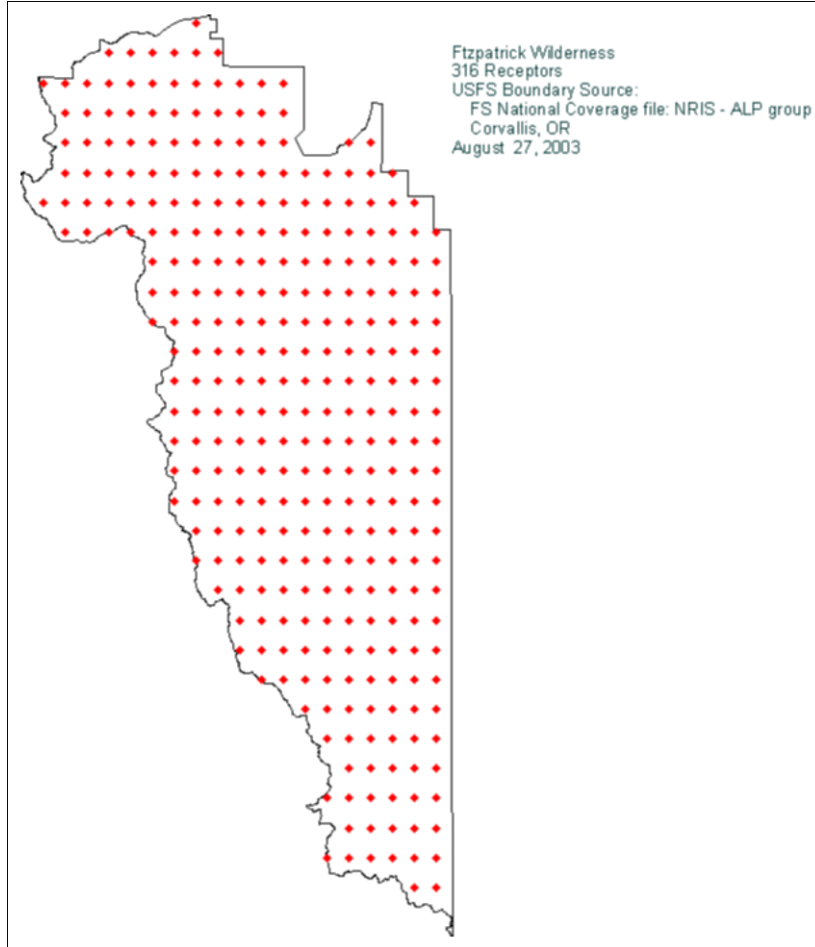 Ftzpatrick Wilderness
316 Receptors
USFS Boundary Source:
FS National Coverage file: NRIS - ALP group
Corvallis, OR
August 27, 2003